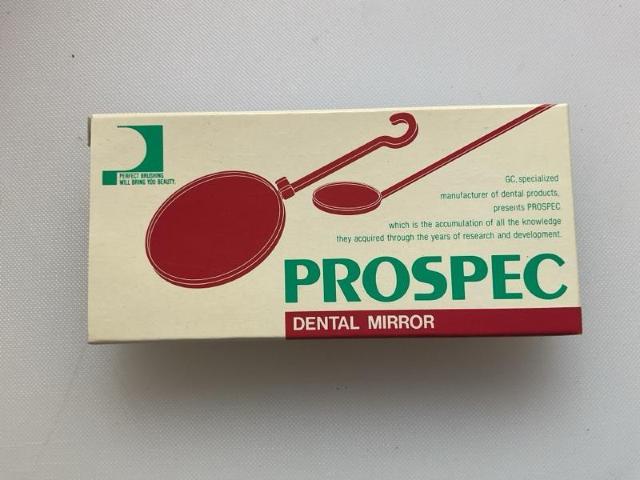 PERFECT BRUSHING
WILL BRING YOU BEAUTY.
GC, specialized
manufacturer of dental products,
presents PROSPEC
which is the accumulation of all the knowledge
they acquired through the years of research and development.
PROSPEC
DENTAL MIRROR